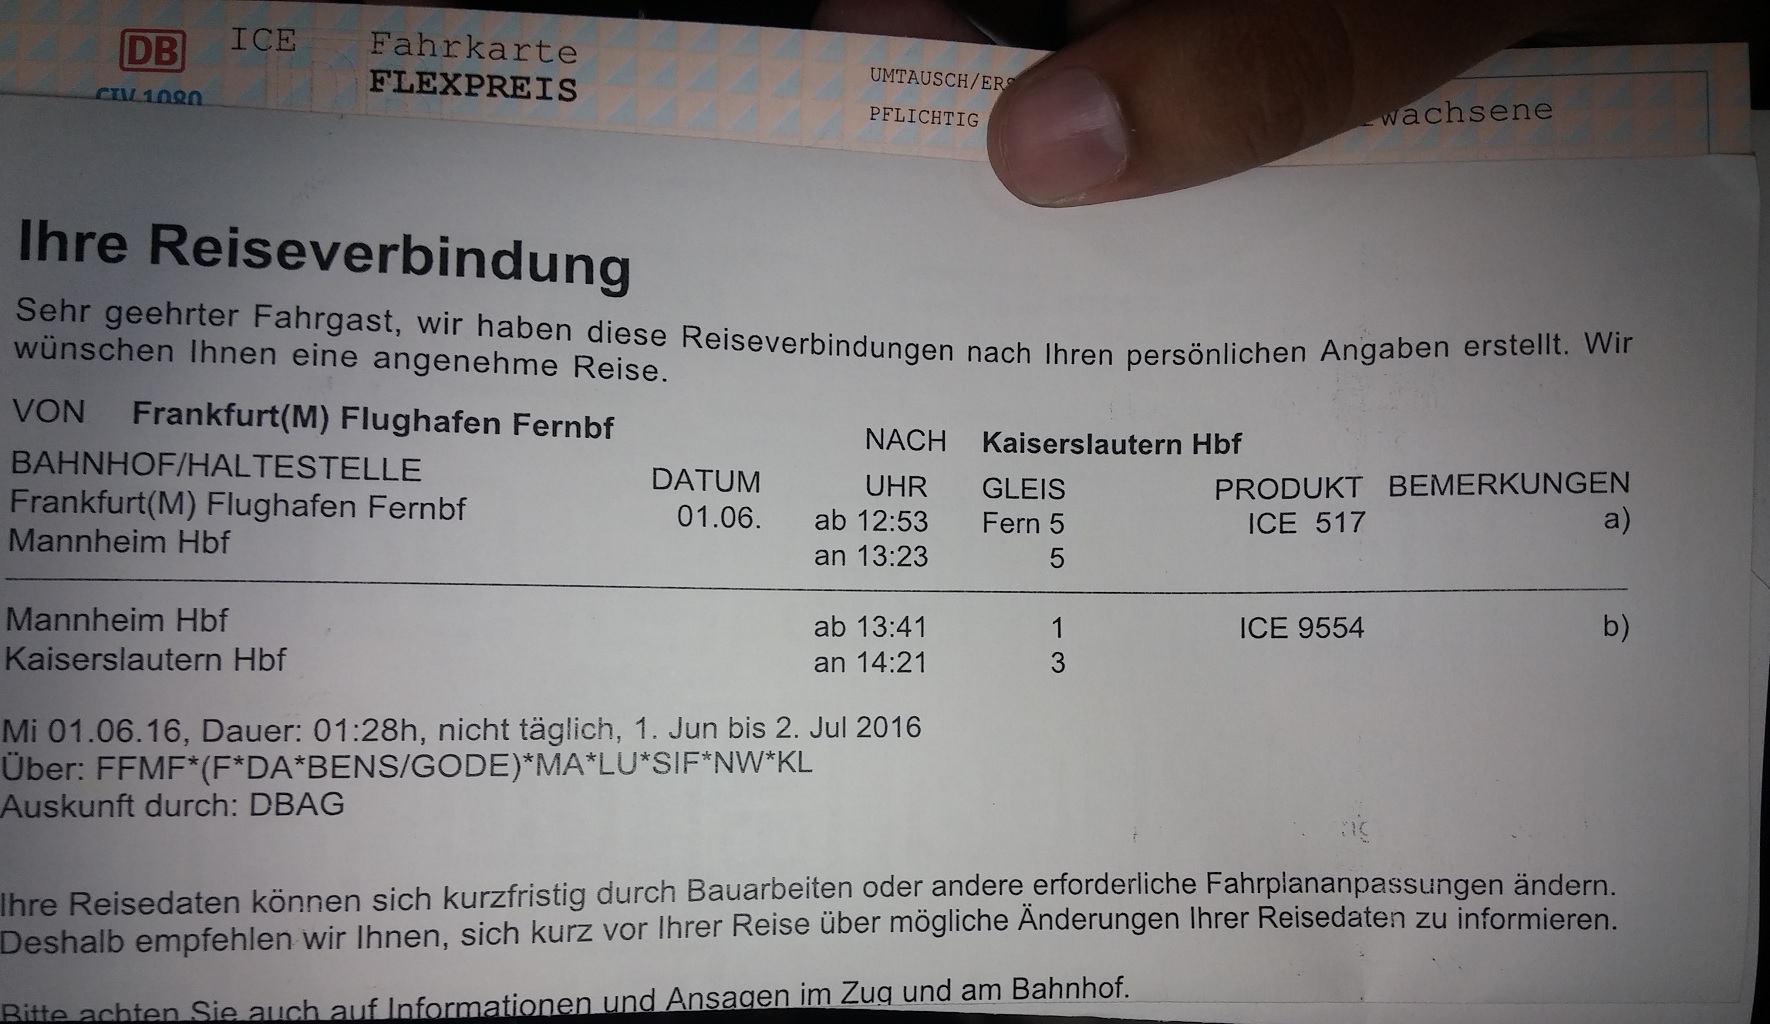 DB ICE Fahrkarte
FLEXPREIS
CIV 1080
UMTAUSCH/ERS
PFLICHTIG
wachsene
Ihre Reiseverbindung
Sehr geehrter Fahrgast, wir haben diese Reiseverbindungen nach Ihren persönlichen Angaben erstellt. Wir
wünschen Ihnen eine angenehme Reise.
VON Frankfurt(M) Flughafen Fernbf NACH Kaiserslautern Hbf
BAHNHOF/HALTESTELLE DATUM UHR GLEIS PRODUKT BEMERKUNGEN
Frankfurt(M) Flughafen Fernbf 01.06. ab 12:53 Fern 5 ICE 517 a)
Mannheim Hbf an 13:23 5
Mannheim Hbf ab 13:41 1 ICE 9554 b)
Kaiserslautern Hbf an 14:21 3
Mi 01.06.16, Dauer: 01:28h, nicht täglich, 1. Jun bis 2. Jul 2016
Über: FFMF*(F*DA*BENS/GODE)*MA*LU*SIF*NW*KL
Auskunft durch: DBAG
Ihre Reisedaten können sich kurzfristig durch Bauarbeiten oder andere erforderliche Fahrplananpassungen ändern.
Deshalb empfehlen wir Ihnen, sich kurz vor Ihrer Reise über mögliche Änderungen Ihrer Reisedaten zu informieren.
Bitte achten Sie auch auf Informationen und Ansagen im Zug und am Bahnhof.